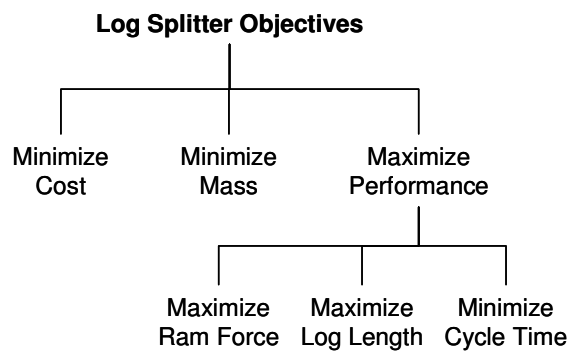 Log Splitter Objectives
Minimize
Cost
Minimize
Mass
Maximize
Performance
Maximize
Ram Force
Maximize
Log Length
Minimize
Cycle Time